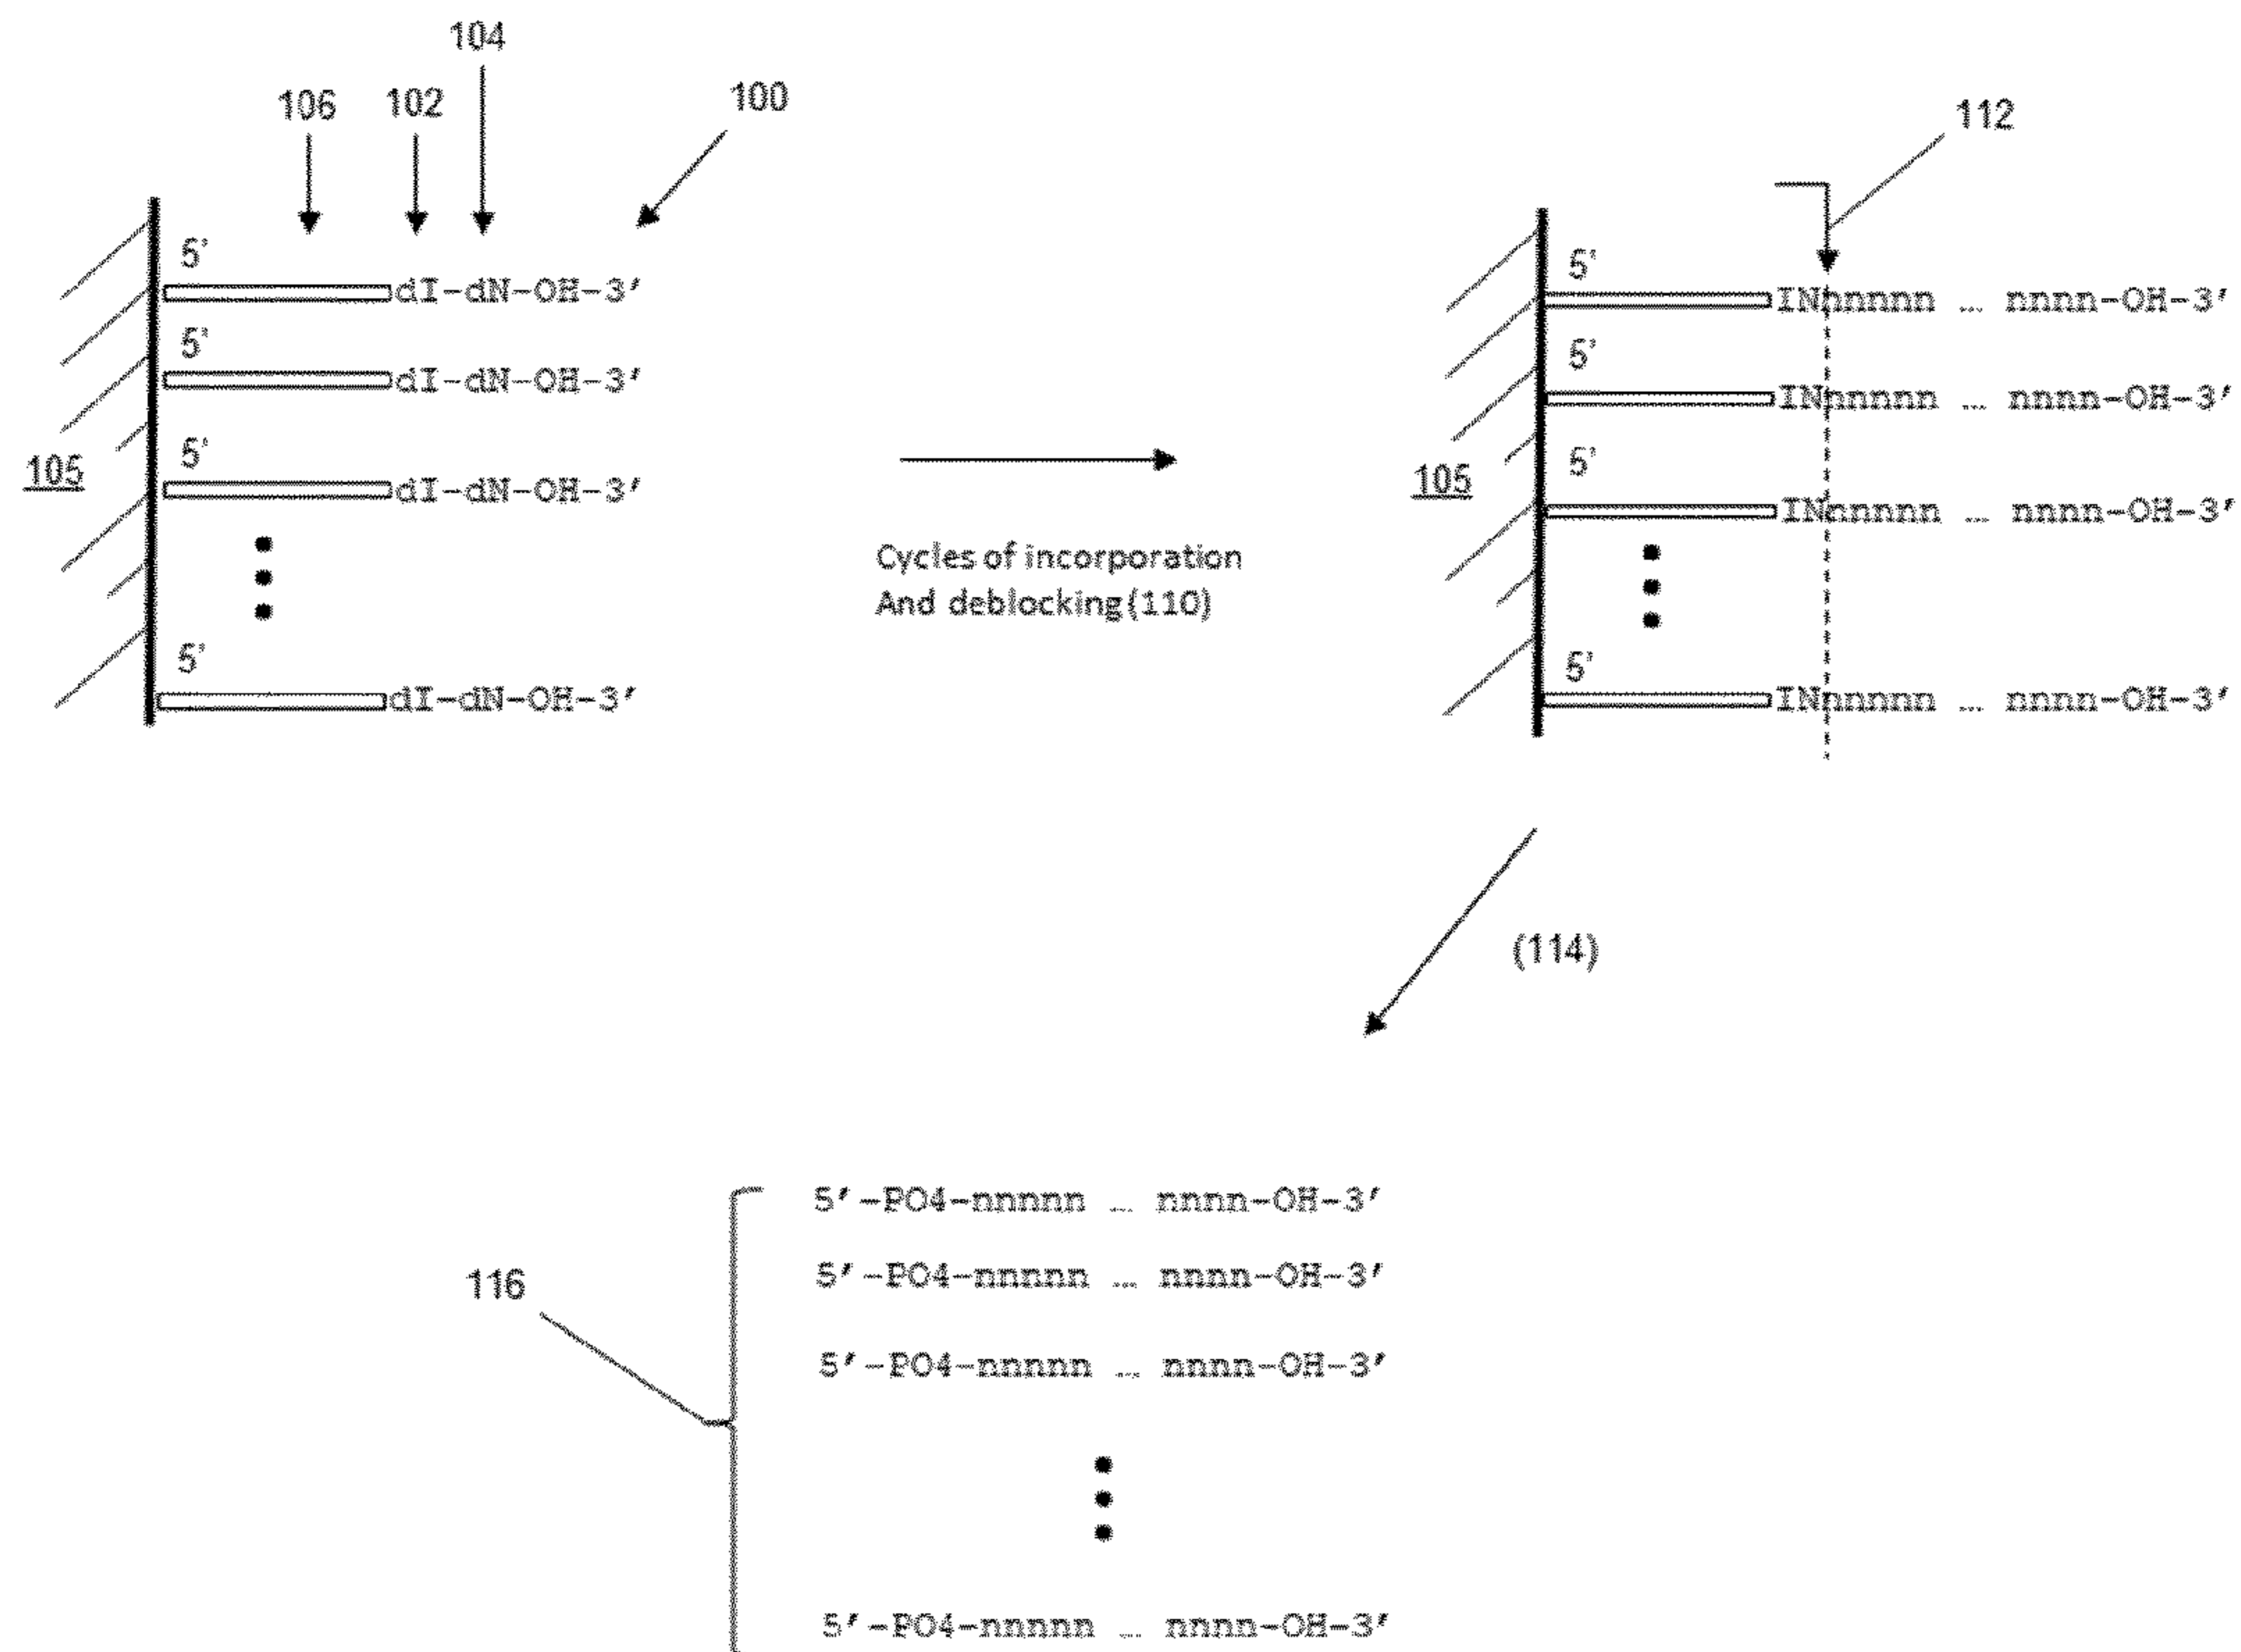 104
106
102
100
5'
dI-dN-OH-3'
5'
dI-dN-OH-3'
5'
105
dI-dN-OH-3'
5'
dI-dN-OH-3'
Cycles of incorporation
And deblocking(110)
112
5'
INnnnnn … nnnn-OH-3'
5'
INnnnnn … nnnn-OH-3'
5'
105
INnnnnn … nnnn-OH-3'
5'
INnnnnn … nnnn-OH-3'
(114)
116
5'-PO4-nnnnn … nnnn-OH-3'
5'-PO4-nnnnn … nnnn-OH-3'
5'-PO4-nnnnn … nnnn-OH-3'
5'-PO4-nnnnn … nnnn-OH-3'